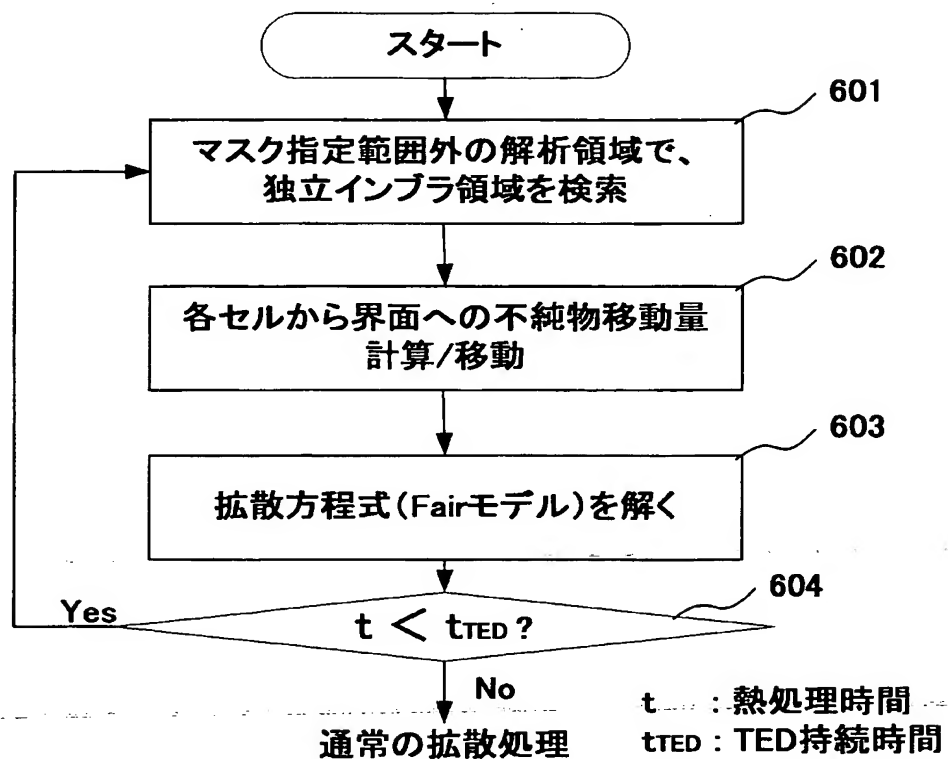 スタート
601
マスク指定範囲外の解析領域で、
独立インブラ領域を検索
602
各セルから界面への不純物移動量
計算/移動
603
拡散方程式(Fairモデル)を解く
604
Yes
t < tTED ?
No
通常の拡散処理
t : 熱処理時間
tTED : TED持続時間